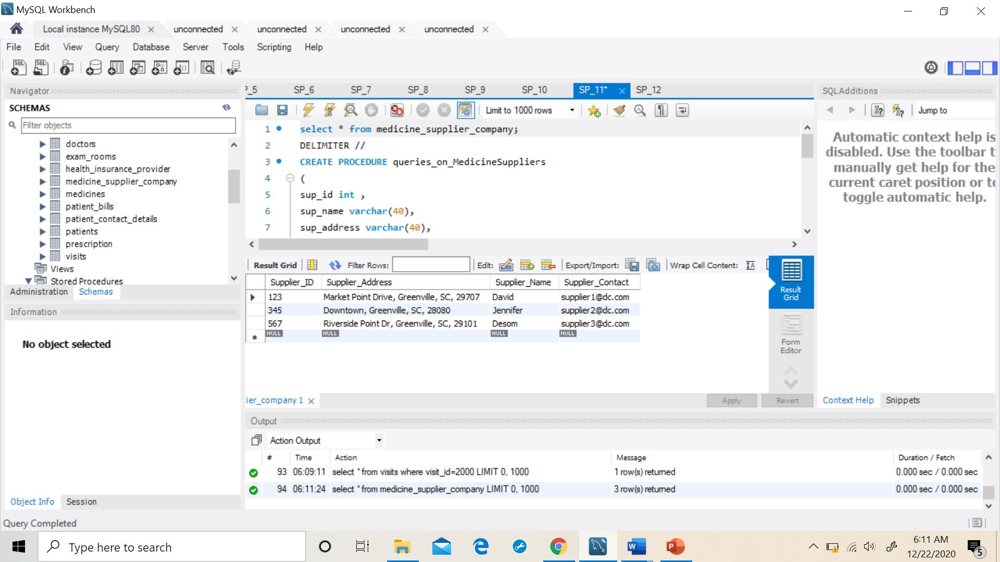 MySQL Workbench
Local instance MySQL80
unconnected
unconnected
unconnected
unconnected
File Edit View Query Database Server Tools Scripting Help
Navigator
SCHEMAS
Filter objects
doctors
exam_rooms
health_insurance_provider
medicine_supplier_company
medicines
patient_bills
patient_contact_details
patients
prescription
visits
Views
Stored Procedures
Administration Schemas
Information
No object selected
Object Info Session
Query Completed
SP_6 SP_7 SP_8 SP_9 SP_10 SP_11* SP_12
Limit to 1000 rows
1 select * from medicine_supplier_company;
2 DELIMITER //
3 CREATE PROCEDURE queries_on_MedicineSuppliers
4 (
5 sup_id int ,
6 sup_name varchar(40),
7 sup_address varchar(40),
Result Grid Filter Rows: Edit: Export/Import: Wrap Cell Content:
Supplier_ID Supplier_Address Supplier_Name Supplier_Contact
123 Market Point Drive, Greenville, SC, 29707 David supplier1@dc.com
345 Downtown, Greenville, SC, 28080 Jennifer supplier2@dc.com
567 Riverside Point Dr, Greenville, SC, 29101 Desom supplier3@dc.com
NULL NULL NULL NULL
Result
Grid
Form
Editor
ier_company 1
Apply Revert
SQLAdditions
Jump to
Automatic context help is
disabled. Use the toolbar t
manually get help for the
current caret position or to
toggle automatic help.
Context Help Snippets
Output
Action Output
# Time Action Message Duration / Fetch
93 06:09:11 select * from visits where visit_id=2000 LIMIT 0, 1000 1 row(s) returned 0.000 sec / 0.000 sec
94 06:11:24 select * from medicine_supplier_company LIMIT 0, 1000 3 row(s) returned 0.000 sec / 0.000 sec
Type here to search
6:11 AM
12/22/2020
5